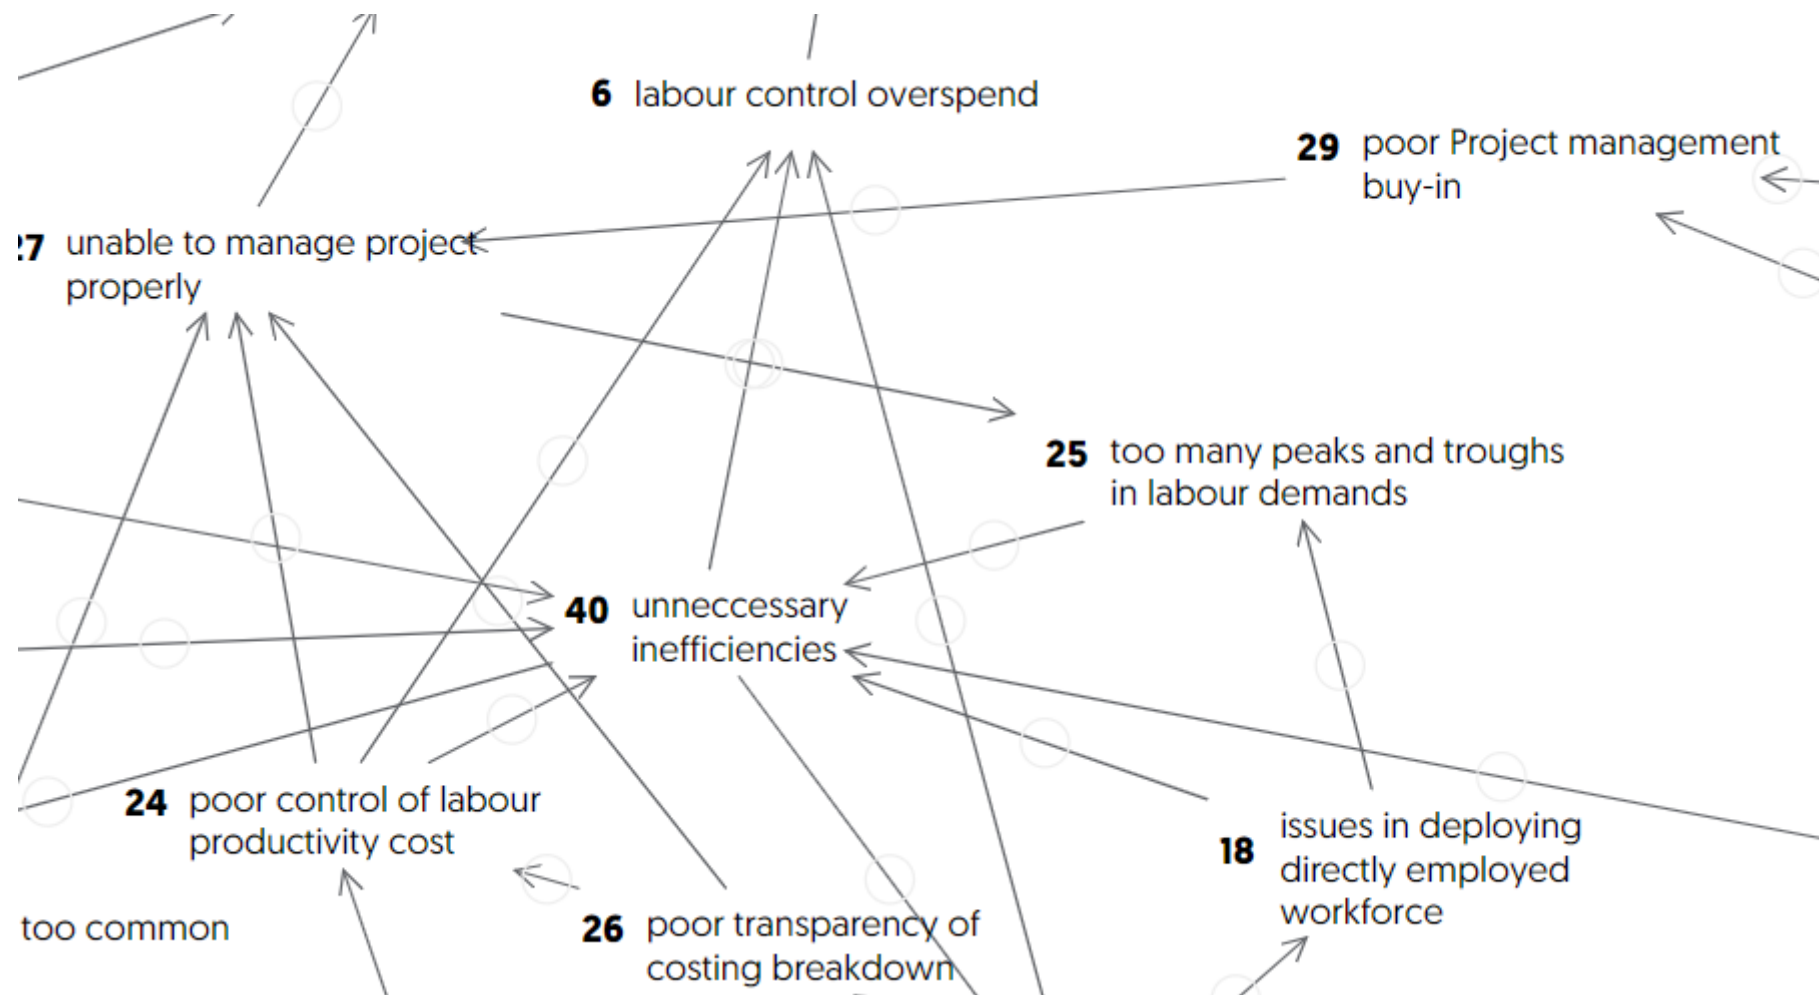 6 labour control overspend
29 poor Project management
buy-in
27 unable to manage project
properly
25 too many peaks and troughs
in labour demands
40 unneccessary
inefficiencies
24 poor control of labour
productivity cost
18 issues in deploying
directly employed
workforce
too common
26 poor transparency of
costing breakdown